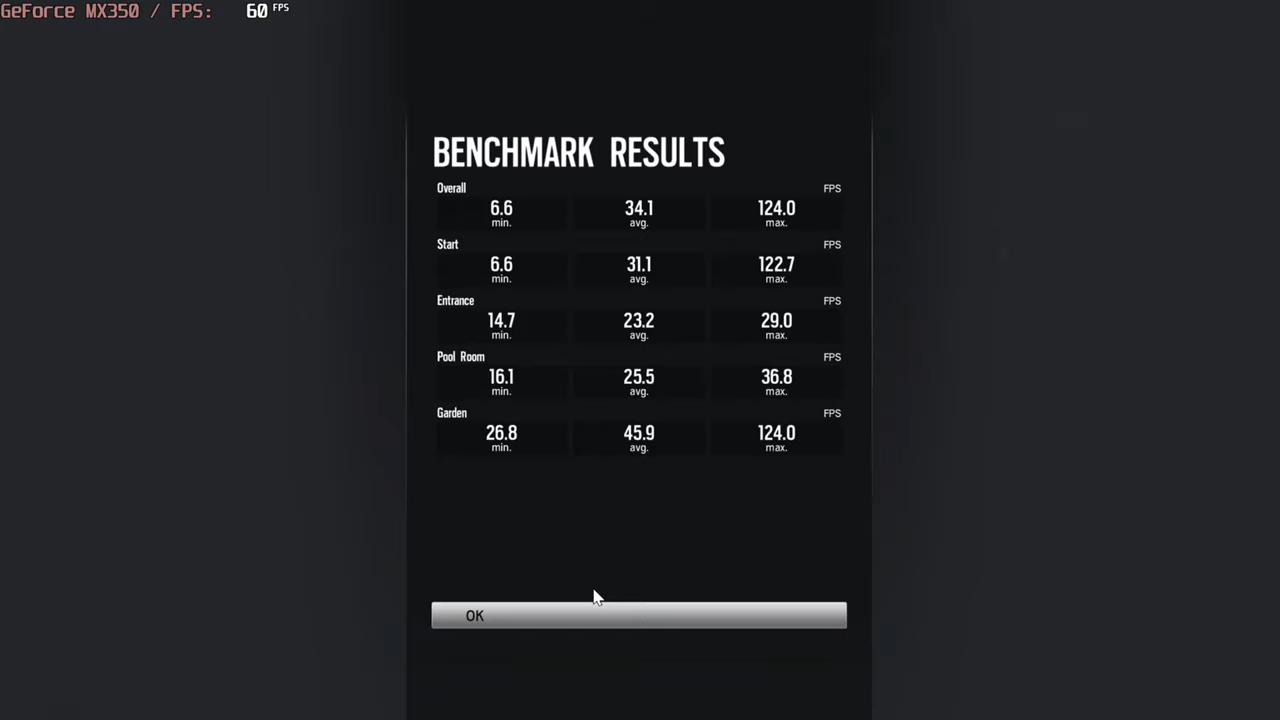 GeForce MX350 / FPS: 60 FPS
BENCHMARK RESULTS
Overall FPS
6.6 34.1 124.0
min. avg. max.
Start FPS
6.6 31.1 122.7
min. avg. max.
Entrance FPS
14.7 23.2 29.0
min. avg. max.
Pool Room FPS
16.1 25.5 36.8
min. avg. max.
Garden FPS
26.8 45.9 124.0
min. avg. max.
OK